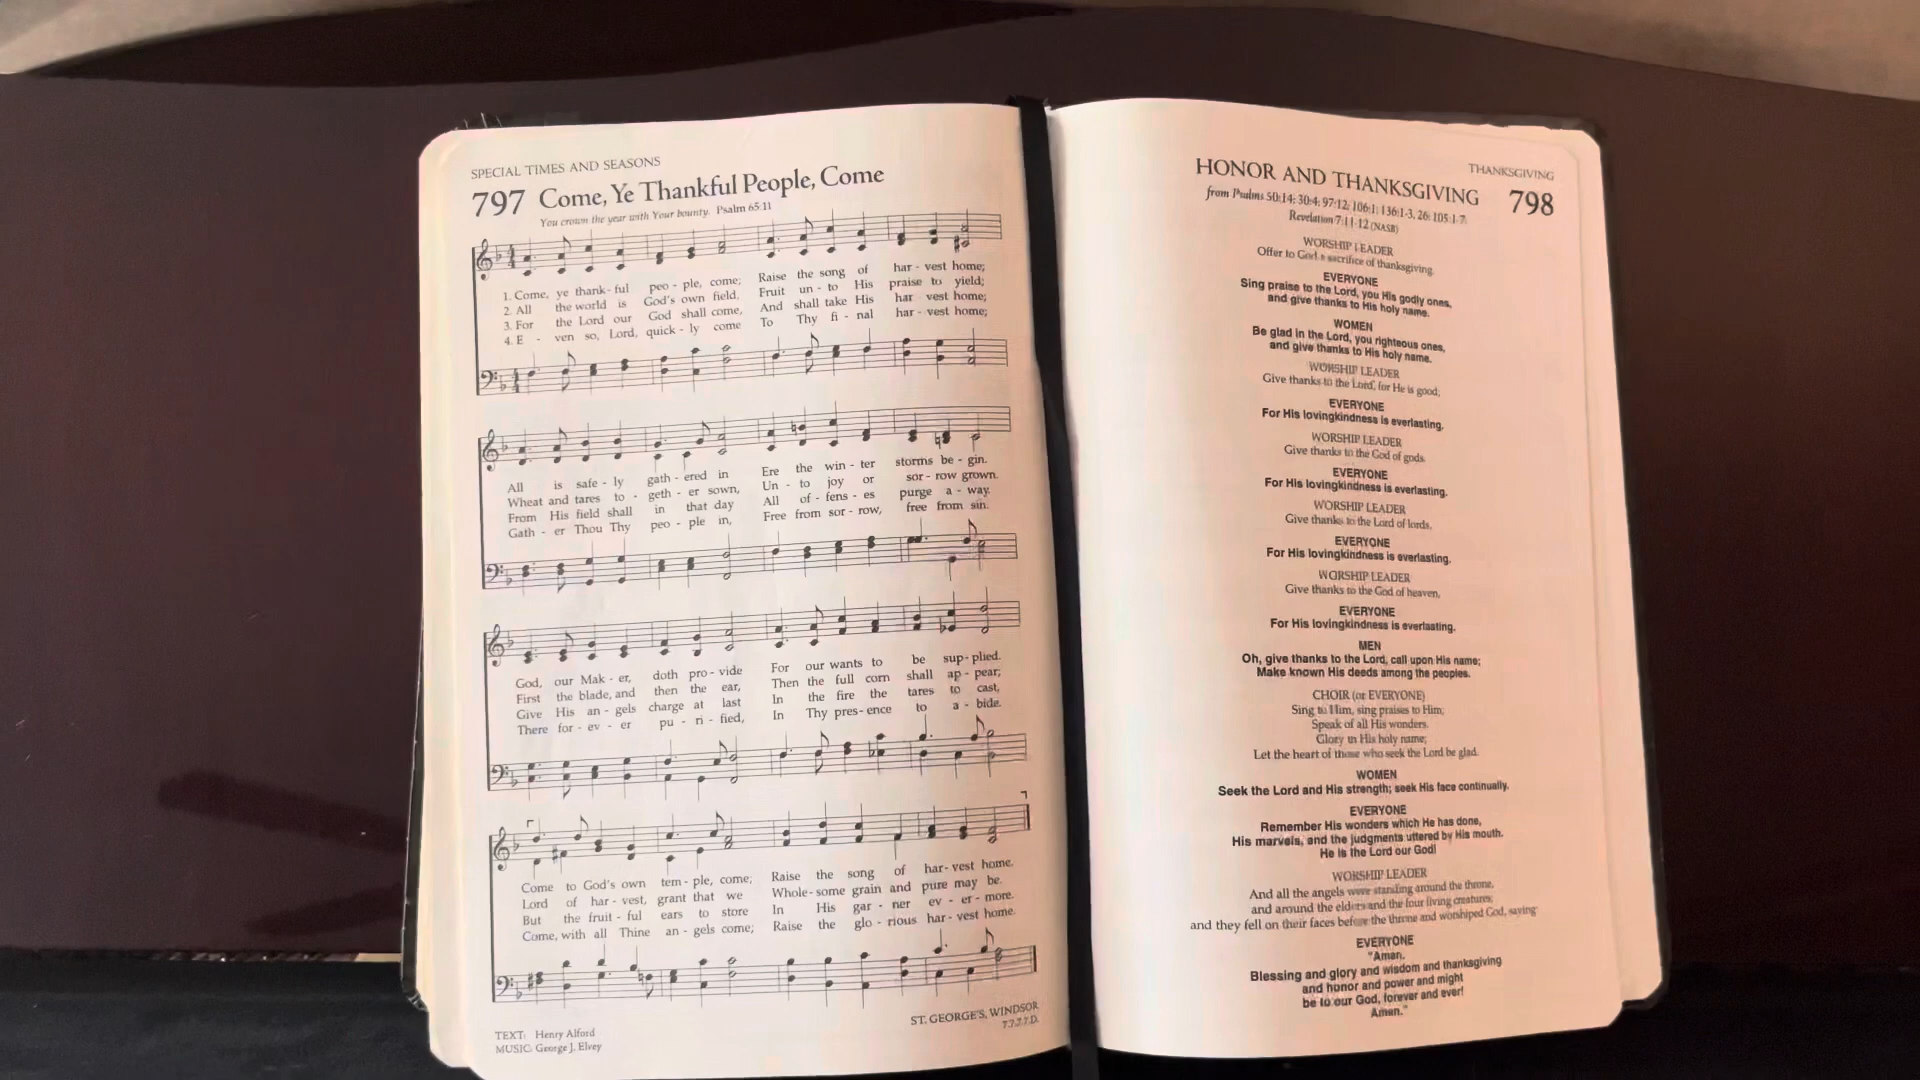 SPECIAL TIMES AND SEASONS
797 Come, Ye Thankful People, Come
You crown the year with Your bounty. Psalm 65:11
1. Come, ye thank - ful peo - ple, come; Raise the song of har - vest home;
2. All the world is God's own field, Fruit un - to His praise to yield;
3. For the Lord our God shall come, And shall take His har - vest home;
4. E - ven so, Lord, quick - ly come To Thy fi - nal har - vest home;
All is safe - ly gath - ered in Ere the win - ter storms be - gin.
Wheat and tares to - geth - er sown, Un - to joy or sor - row grown.
From His field shall in that day All of - fens - es purge a - way.
Gath - er Thou Thy peo - ple in, Free from sor - row, free from sin.
God, our Mak - er, doth pro - vide For our wants to be sup - plied.
First the blade, and then the ear, Then the full corn shall ap - pear;
Give His an - gels charge at last In the fire the tares to cast,
There for - ev - er pu - ri - fied, In Thy pres - ence to a - bide.
Come to God's own tem - ple, come; Raise the song of har - vest home.
Lord of har - vest, grant that we Whole - some grain and pure may be.
But the fruit - ful ears to store In His gar - ner ev - er - more.
Come, with all Thine an - gels come; Raise the glo - rious har - vest home.
TEXT: Henry Alford
MUSIC: George J. Elvey
ST. GEORGE'S, WINDSOR
7.7.7.7.D.
THANKSGIVING
HONOR AND THANKSGIVING 798
from Psalms 50:14; 30:4; 97:12; 106:1; 136:1-3, 26; 105:1-7;
Revelation 7:11-12 (NASB)
WORSHIP LEADER
Offer to God a sacrifice of thanksgiving.
EVERYONE
Sing praise to the Lord, you His godly ones,
and give thanks to His holy name.
WOMEN
Be glad in the Lord, you righteous ones,
and give thanks to His holy name.
WORSHIP LEADER
Give thanks to the Lord, for He is good;
EVERYONE
For His lovingkindness is everlasting.
WORSHIP LEADER
Give thanks to the God of gods.
EVERYONE
For His lovingkindness is everlasting.
WORSHIP LEADER
Give thanks to the Lord of lords,
EVERYONE
For His lovingkindness is everlasting.
WORSHIP LEADER
Give thanks to the God of heaven,
EVERYONE
For His lovingkindness is everlasting.
MEN
Oh, give thanks to the Lord, call upon His name;
Make known His deeds among the peoples.
CHOIR (or EVERYONE)
Sing to Him, sing praises to Him;
Speak of all His wonders.
Glory in His holy name;
Let the heart of those who seek the Lord be glad.
WOMEN
Seek the Lord and His strength; seek His face continually.
EVERYONE
Remember His wonders which He has done,
His marvels, and the judgments uttered by His mouth.
He is the Lord our God!
WORSHIP LEADER
And all the angels were standing around the throne,
and around the elders and the four living creatures;
and they fell on their faces before the throne and worshiped God, saying
EVERYONE
"Amen.
Blessing and glory and wisdom and thanksgiving
and honor and power and might
be to our God, forever and ever!
Amen."